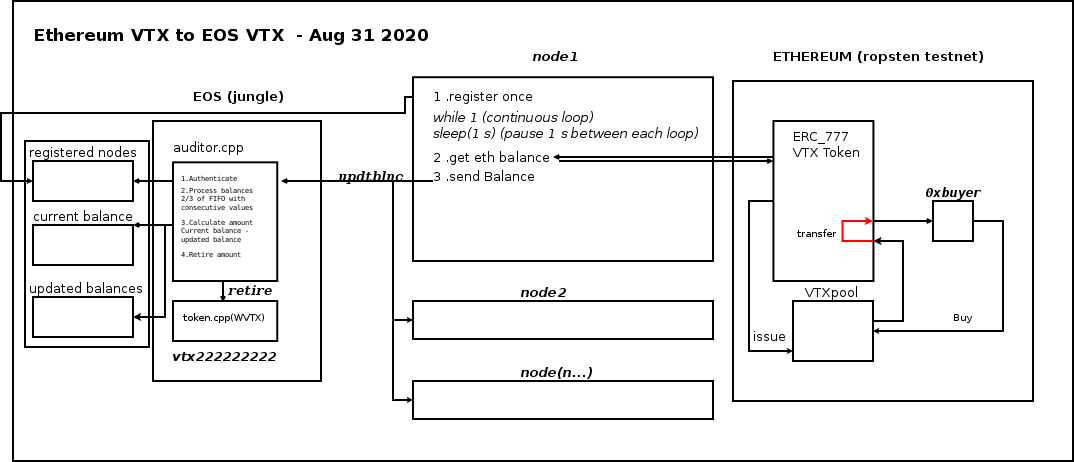 Ethereum VTX to EOS VTX - Aug 31 2020
node1
ETHEREUM (ropsten testnet)
EOS (jungle)
1 .register once
while 1 (continuous loop)
sleep(1 s) (pause 1 s between each loop)
2 .get eth balance
3 .send Balance
registered nodes
current balance
updated balances
auditor.cpp
1.Authenticate
2.Process balances
2/3 of FIFO with
consecutive values
3.Calculate amount
Current balance -
updated balance
4.Retire amount
retire
token.cpp(WVTX)
vtx222222222
updtblnc
node2
node(n...)
ERC_777
VTX Token
0xbuyer
transfer
VTXpool
issue
Buy